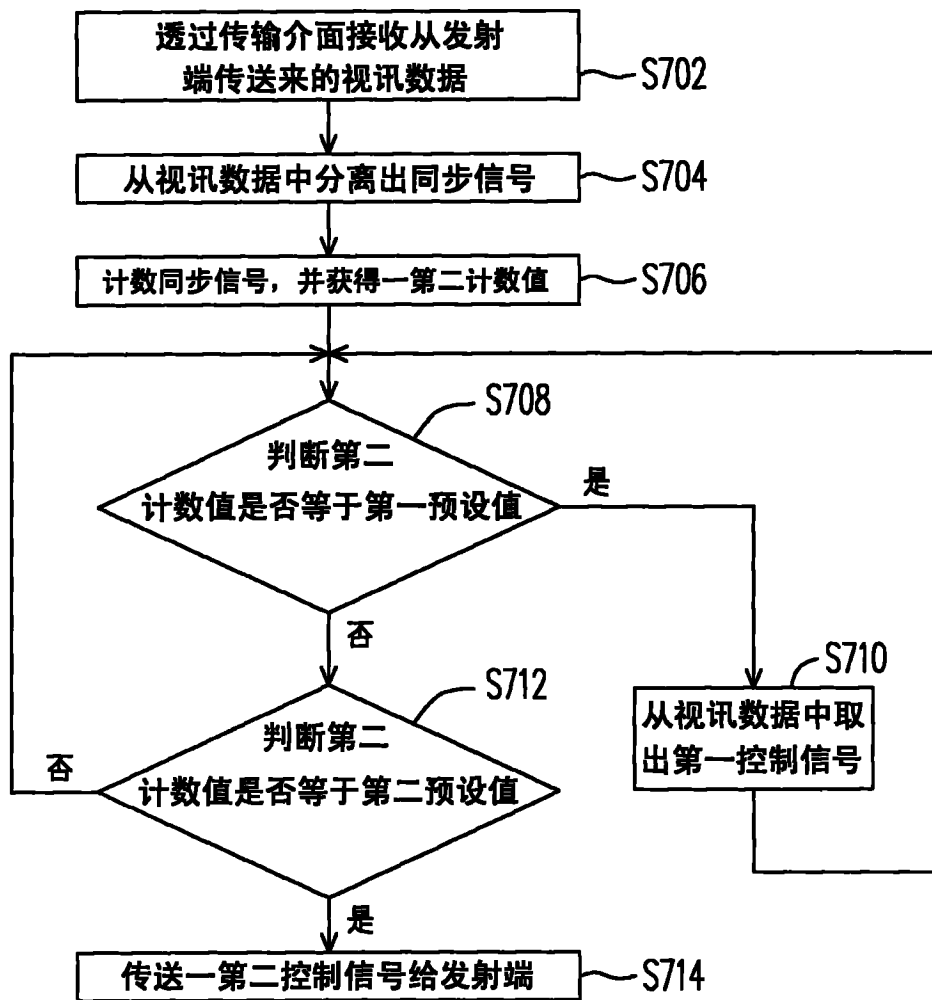 透过传输介面接收从发射
端传送来的视讯数据
S702
从视讯数据中分离出同步信号
S704
计数同步信号，并获得一第二计数值
S706
S708
判断第二
计数值是否等于第一预设值
是
否
S710
从视讯数据中取
出第一控制信号
S712
判断第二
计数值是否等于第二预设值
否
是
传送一第二控制信号给发射端
S714